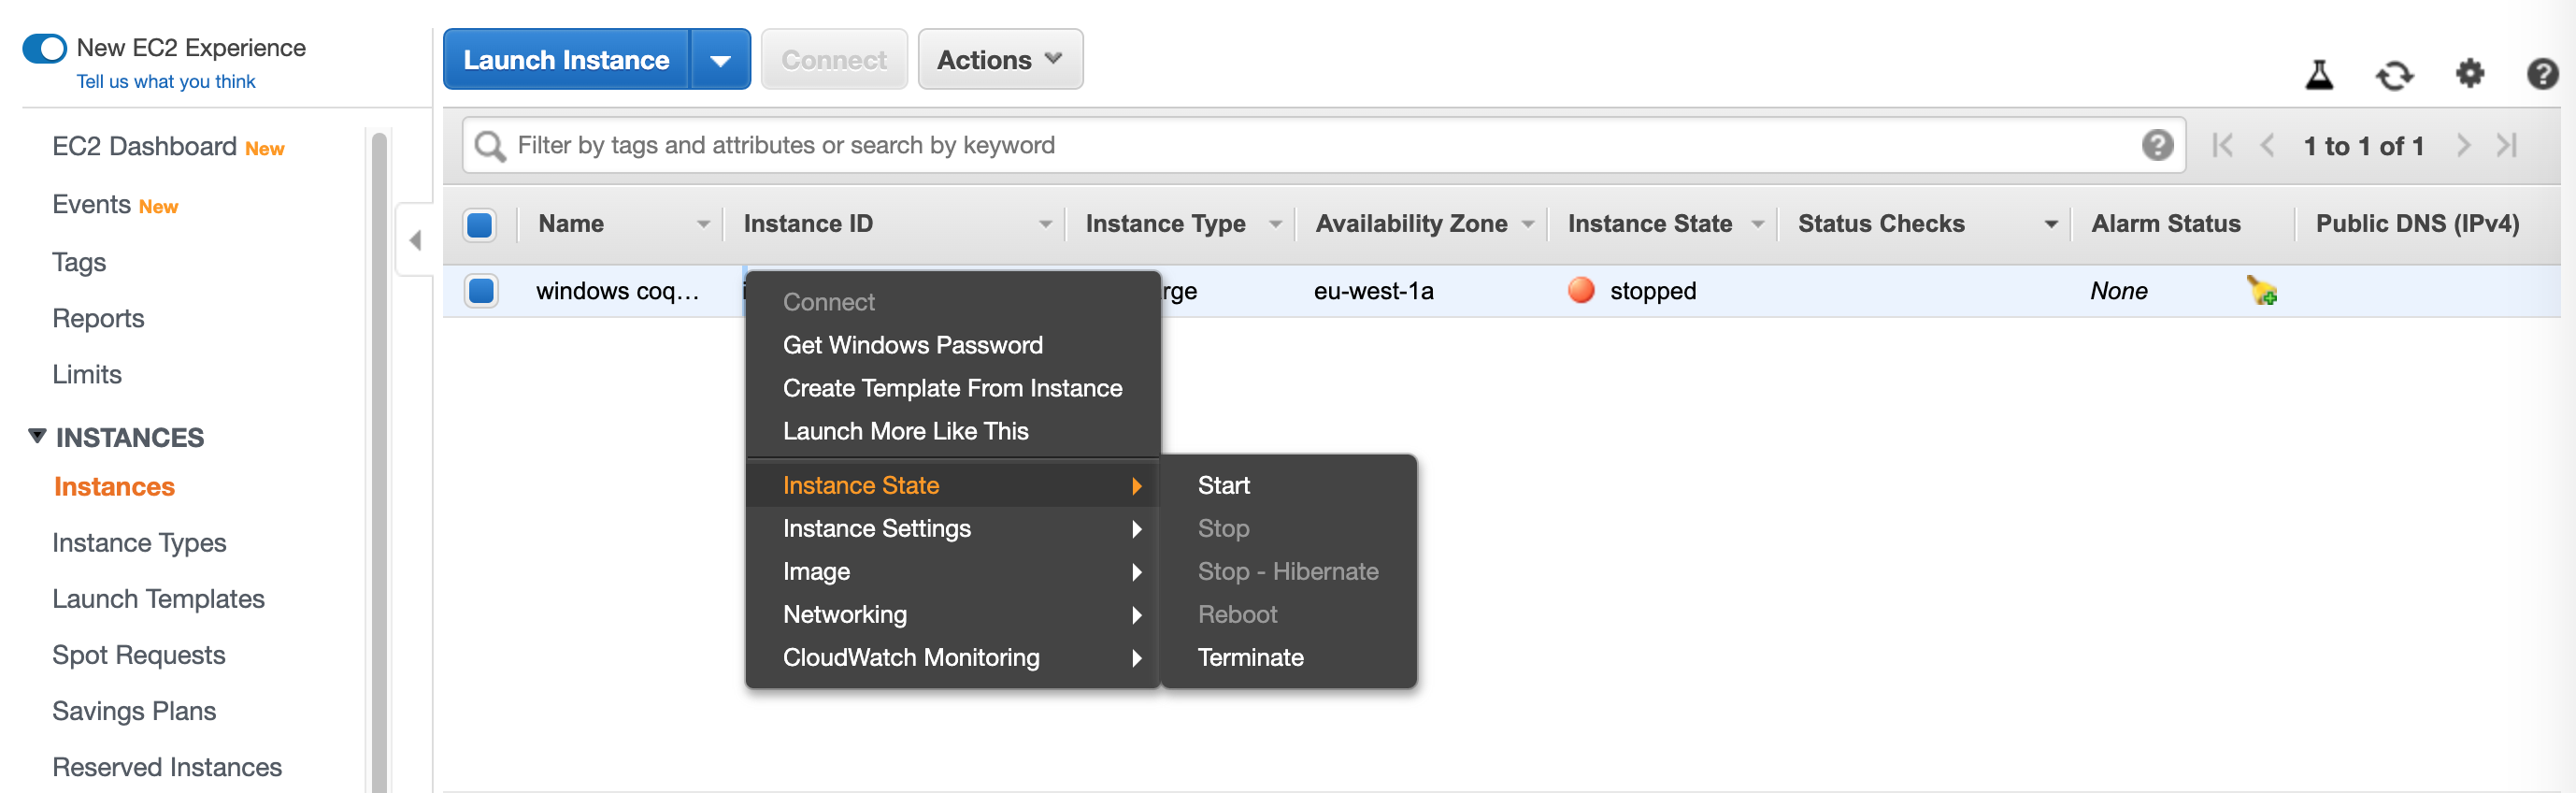 New EC2 Experience
Tell us what you think
EC2 Dashboard New
Events New
Tags
Reports
Limits
INSTANCES
Instances
Instance Types
Launch Templates
Spot Requests
Savings Plans
Reserved Instances
Launch Instance Connect Actions
Filter by tags and attributes or search by keyword 1 to 1 of 1
Name Instance ID Instance Type Availability Zone Instance State Status Checks Alarm Status Public DNS (IPv4)
windows coq… rge eu-west-1a stopped None
Connect
Get Windows Password
Create Template From Instance
Launch More Like This
Instance State
Instance Settings
Image
Networking
CloudWatch Monitoring
Start
Stop
Stop - Hibernate
Reboot
Terminate